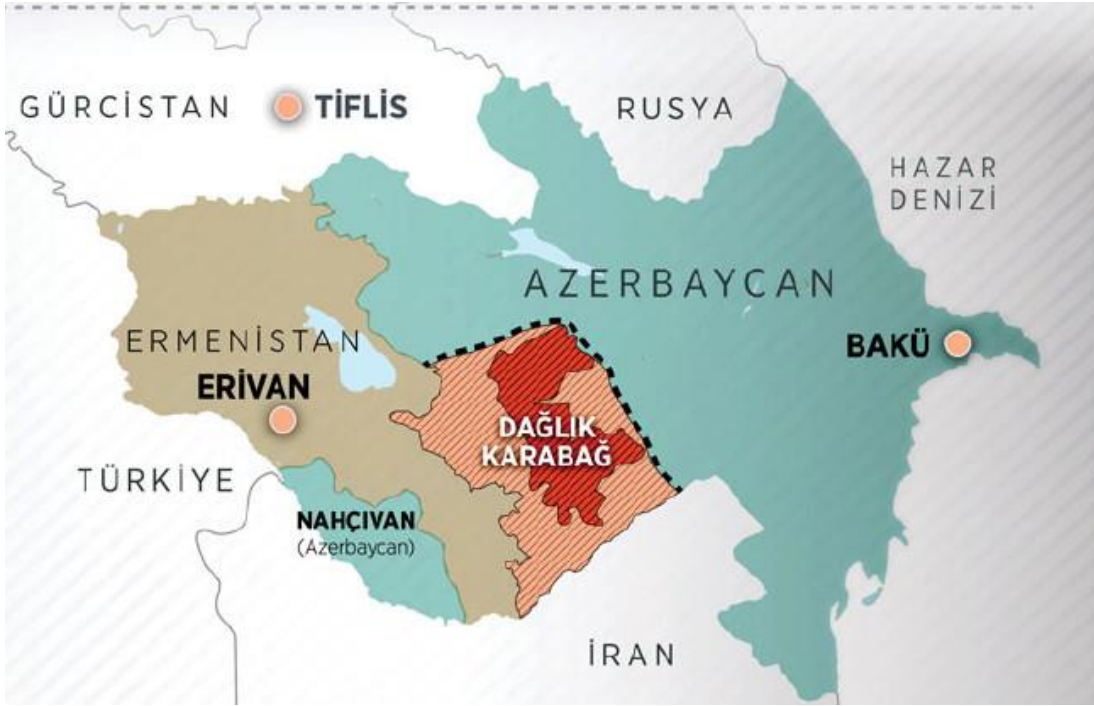 GÜRCİSTAN
TİFLİS
RUSYA
HAZAR
DENİZİ
AZERBAYCAN
ERMENİSTAN
BAKÜ
ERİVAN
DAĞLIK
KARABAĞ
TÜRKİYE
NAHÇIVAN
(Azerbaycan)
İRAN